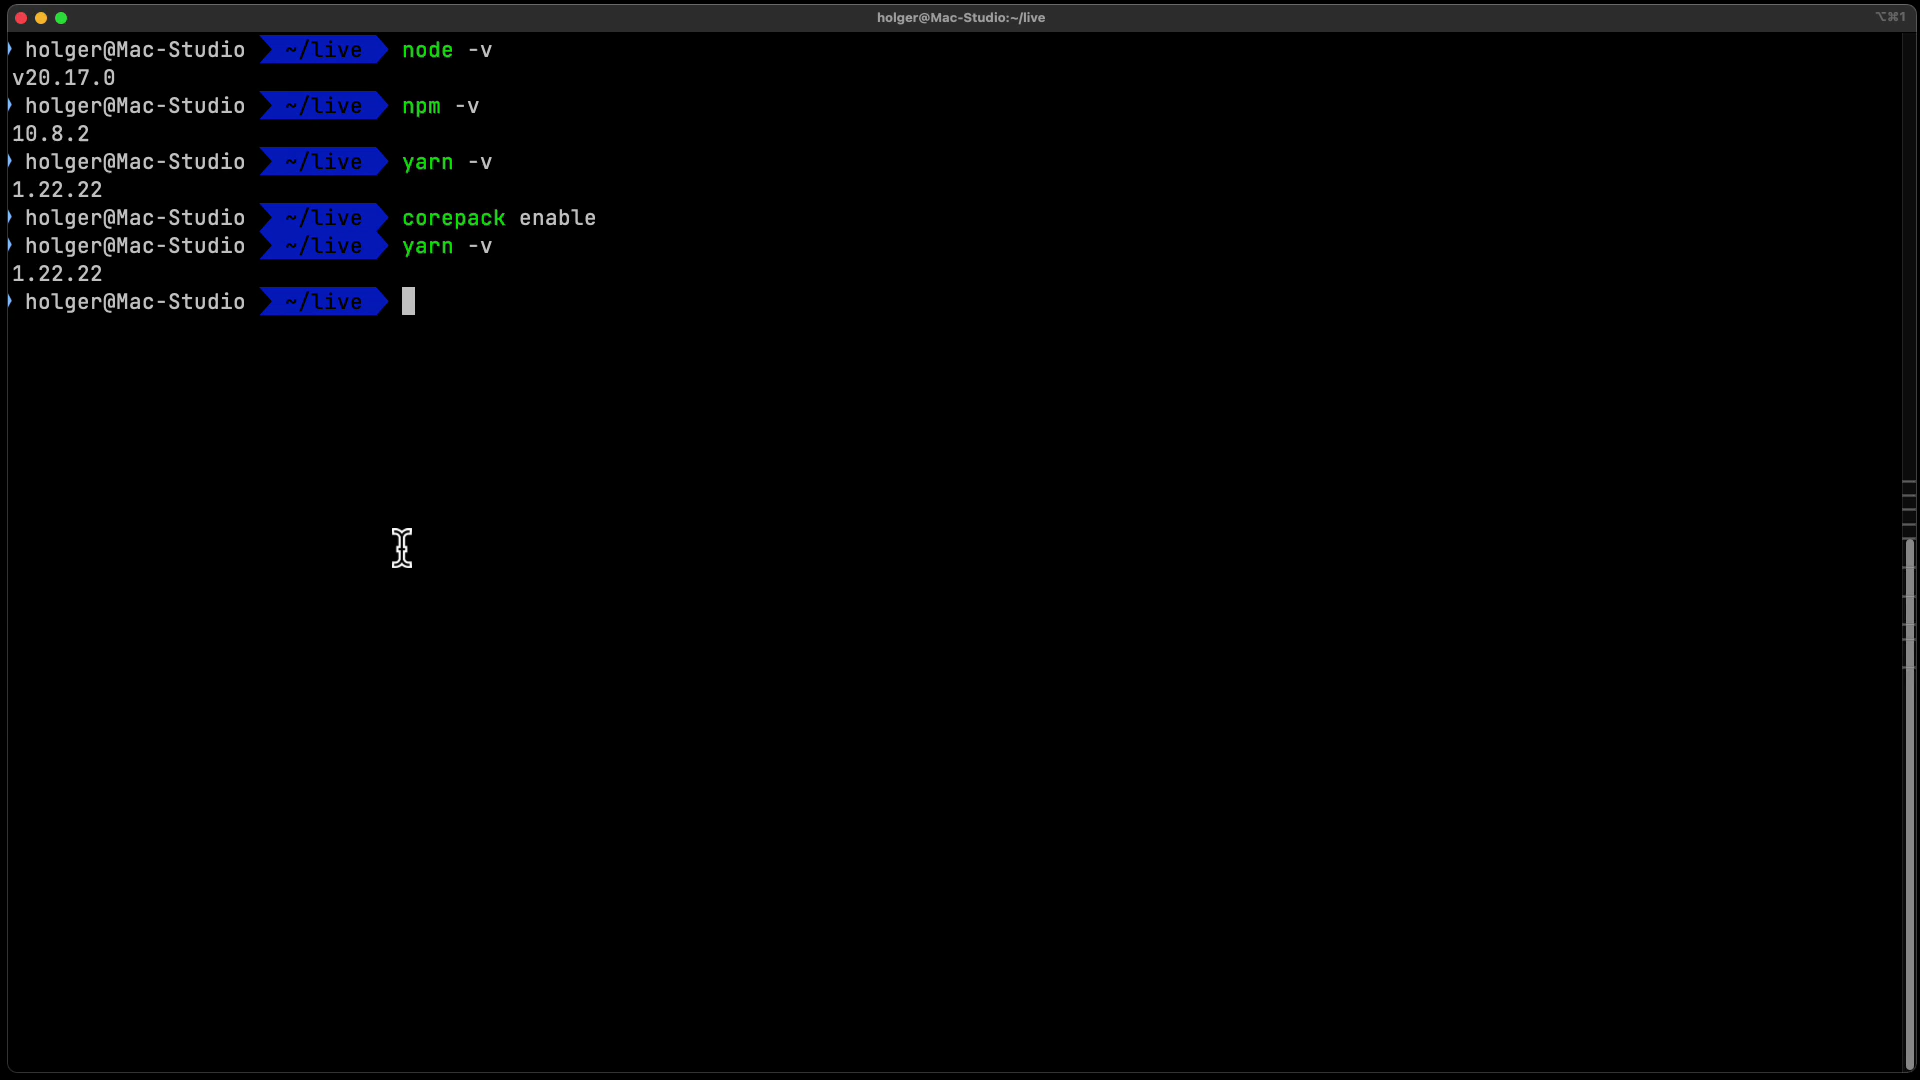 holger@Mac-Studio:~/live
⌥⌘1
holger@Mac-Studio ~/live node -v
v20.17.0
holger@Mac-Studio ~/live npm -v
10.8.2
holger@Mac-Studio ~/live yarn -v
1.22.22
holger@Mac-Studio ~/live corepack enable
holger@Mac-Studio ~/live yarn -v
1.22.22
holger@Mac-Studio ~/live